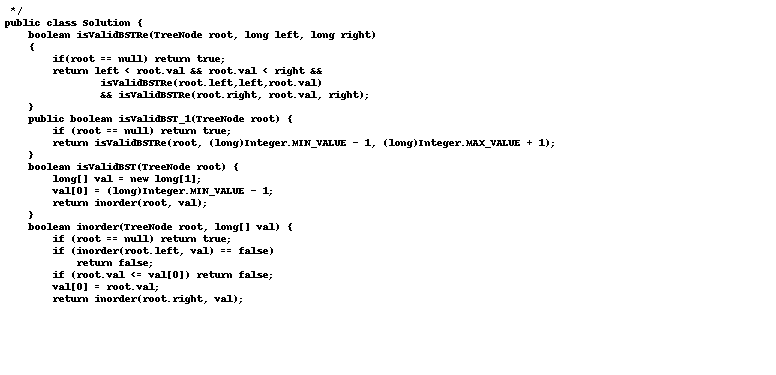 */
public class Solution {
boolean isValidBSTRe(TreeNode root, long left, long right)
{
if(root == null) return true;
return left < root.val && root.val < right &&
isValidBSTRe(root.left,left,root.val)
&& isValidBSTRe(root.right, root.val, right);
}
public boolean isValidBST_1(TreeNode root) {
if (root == null) return true;
return isValidBSTRe(root, (long)Integer.MIN_VALUE - 1, (long)Integer.MAX_VALUE + 1);
}
boolean isValidBST(TreeNode root) {
long[] val = new long[1];
val[0] = (long)Integer.MIN_VALUE - 1;
return inorder(root, val);
}
boolean inorder(TreeNode root, long[] val) {
if (root == null) return true;
if (inorder(root.left, val) == false)
return false;
if (root.val <= val[0]) return false;
val[0] = root.val;
return inorder(root.right, val);